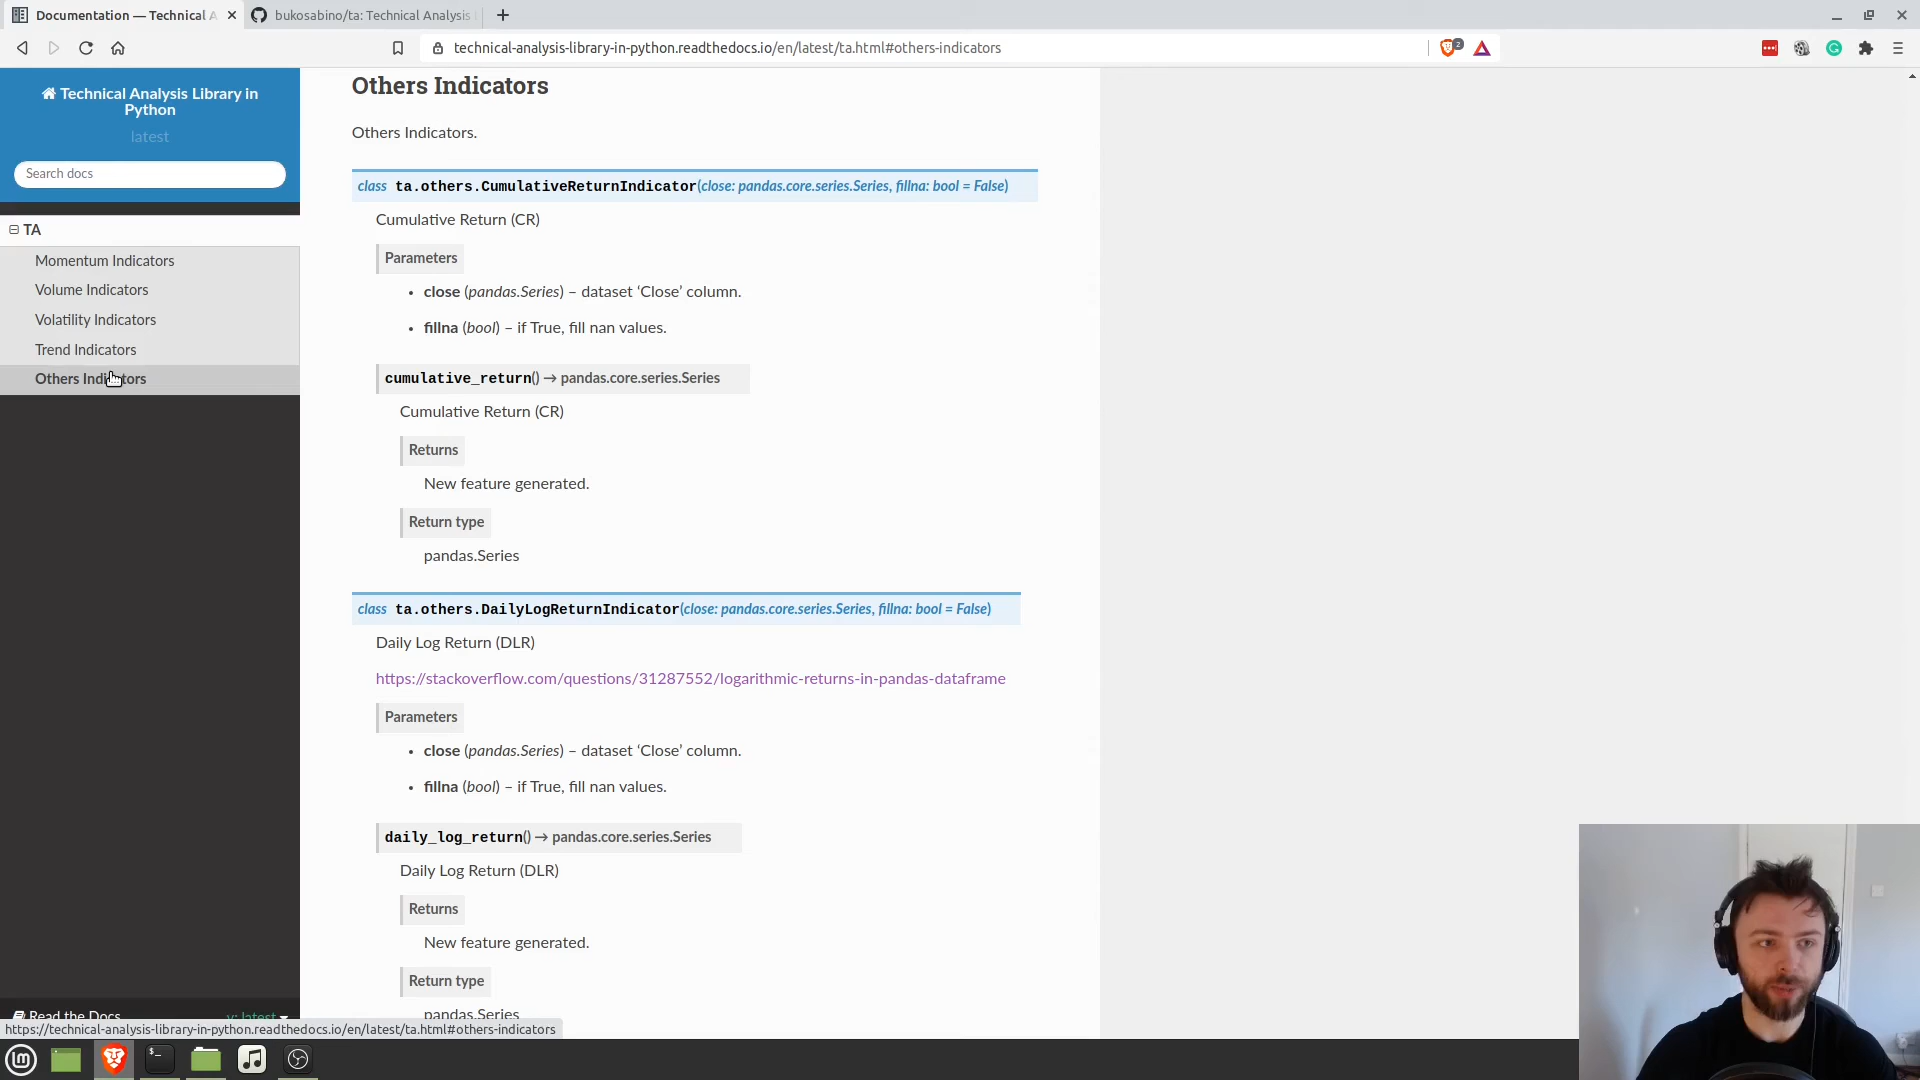 Documentation — Technical A
bukosabino/ta: Technical Analysis
technical-analysis-library-in-python.readthedocs.io/en/latest/ta.html#others-indicators
2
Technical Analysis Library in
Python
latest
Search docs
TA
Momentum Indicators
Volume Indicators
Volatility Indicators
Trend Indicators
Others Indicators
Others Indicators
Others Indicators.
class ta.others.CumulativeReturnIndicator(close: pandas.core.series.Series, fillna: bool = False)
Cumulative Return (CR)
Parameters
• close (pandas.Series) – dataset ‘Close’ column.
• fillna (bool) – if True, fill nan values.
cumulative_return() → pandas.core.series.Series
Cumulative Return (CR)
Returns
New feature generated.
Return type
pandas.Series
class ta.others.DailyLogReturnIndicator(close: pandas.core.series.Series, fillna: bool = False)
Daily Log Return (DLR)
https://stackoverflow.com/questions/31287552/logarithmic-returns-in-pandas-dataframe
Parameters
• close (pandas.Series) – dataset ‘Close’ column.
• fillna (bool) – if True, fill nan values.
daily_log_return() → pandas.core.series.Series
Daily Log Return (DLR)
Returns
New feature generated.
Return type
pandas.Series
Read the Docs
v: latest
https://technical-analysis-library-in-python.readthedocs.io/en/latest/ta.html#others-indicators